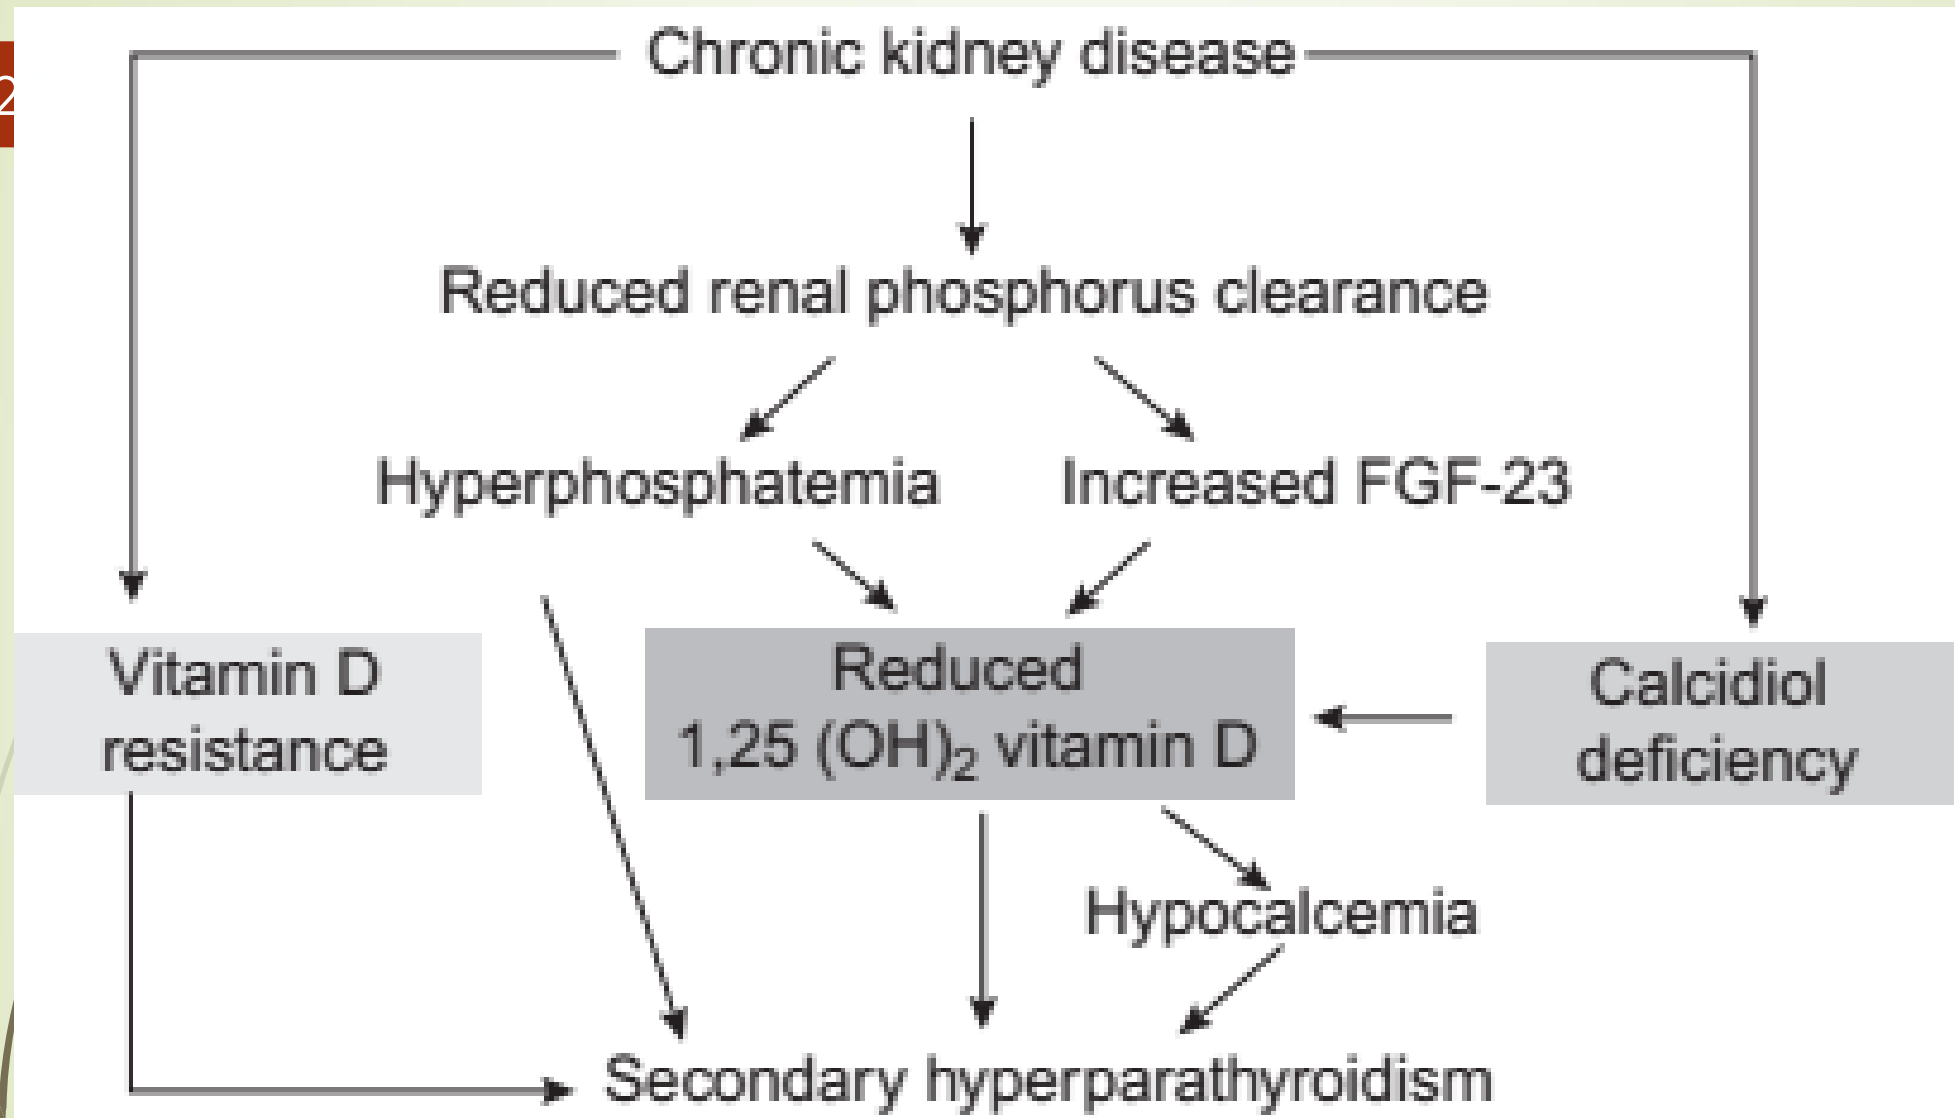 Chronic kidney disease
2
Reduced renal phosphorus clearance
Hyperphosphatemia
Increased FGF-23
Vitamin D
resistance
Reduced
1,25 (OH)₂ vitamin D
Calcidiol
deficiency
Hypocalcemia
Secondary hyperparathyroidism